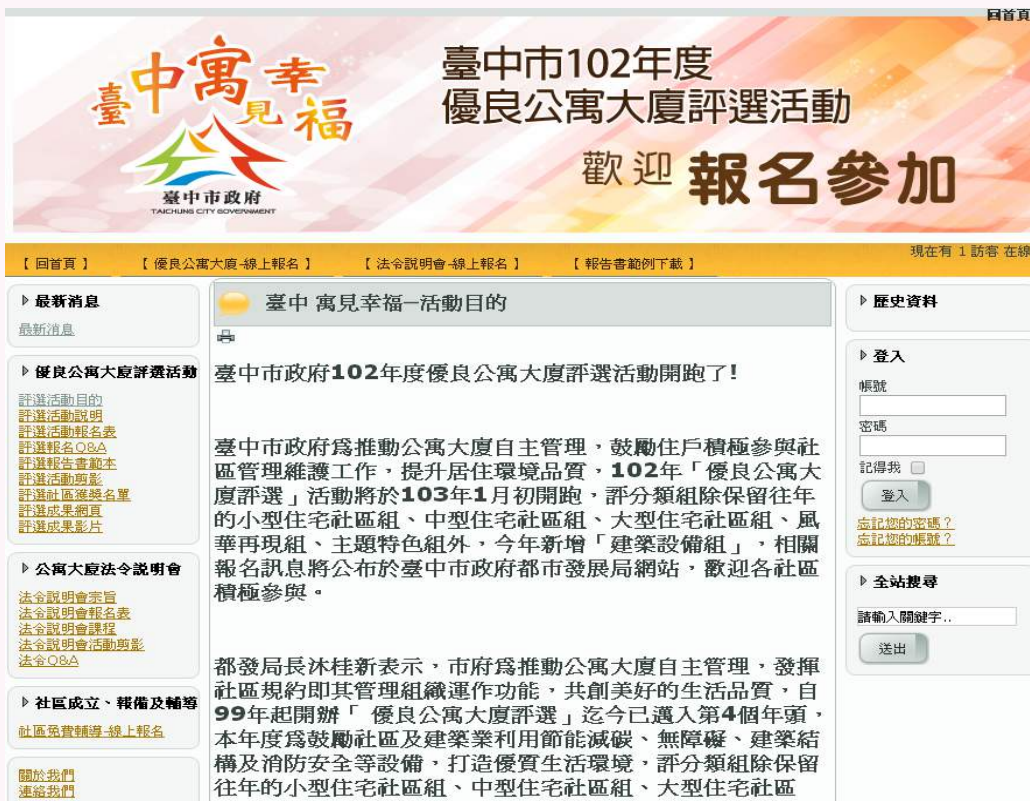 回首頁
臺中寓見幸福
臺中市政府
TAICHUNG CITY GOVERNMENT
臺中市102年度
優良公寓大廈評選活動
歡迎 報名參加
現在有 1 訪客 在線
【 回首頁 】 【 優良公寓大廈-線上報名 】 【 法令說明會-線上報名 】 【 報告書範例下載 】
最新消息
最新消息
優良公寓大廈評選活動
評選活動目的
評選活動說明
評選活動報名表
評選報名Q&A
評選報告書範本
評選活動剪影
評選社區獲獎名單
評選成果網頁
評選成果影片
公寓大廈法令說明會
法令說明會宗旨
法令說明會報名表
法令說明會課程
法令說明會活動剪影
法令Q&A
社區成立、報備及輔導
社區免費輔導-線上報名
關於我們
連絡我們
臺中 寓見幸福—活動目的
臺中市政府102年度優良公寓大廈評選活動開跑了!
臺中市政府為推動公寓大廈自主管理，鼓勵住戶積極參與社
區管理維護工作，提升居住環境品質，102年「優良公寓大
廈評選」活動將於103年1月初開跑，評分類組除保留往年
的小型住宅社區組、中型住宅社區組、大型住宅社區組、風
華再現組、主題特色組外，今年新增「建築設備組」，相關
報名訊息將公布於臺中市政府都市發展局網站，歡迎各社區
積極參與。
都發局長沐桂新表示，市府為推動公寓大廈自主管理，發揮
社區規約即其管理組織運作功能，共創美好的生活品質，自
99年起開辦「 優良公寓大廈評選」迄今已邁入第4個年頭，
本年度為鼓勵社區及建築業利用節能減碳、無障礙、建築結
構及消防安全等設備，打造優質生活環境，評分類組除保留
往年的小型住宅社區組、中型住宅社區組、大型住宅社區
歷史資料
登入
帳號
密碼
記得我
登入
忘記您的密碼？
忘記您的帳號？
全站搜尋
請輸入關鍵字..
送出